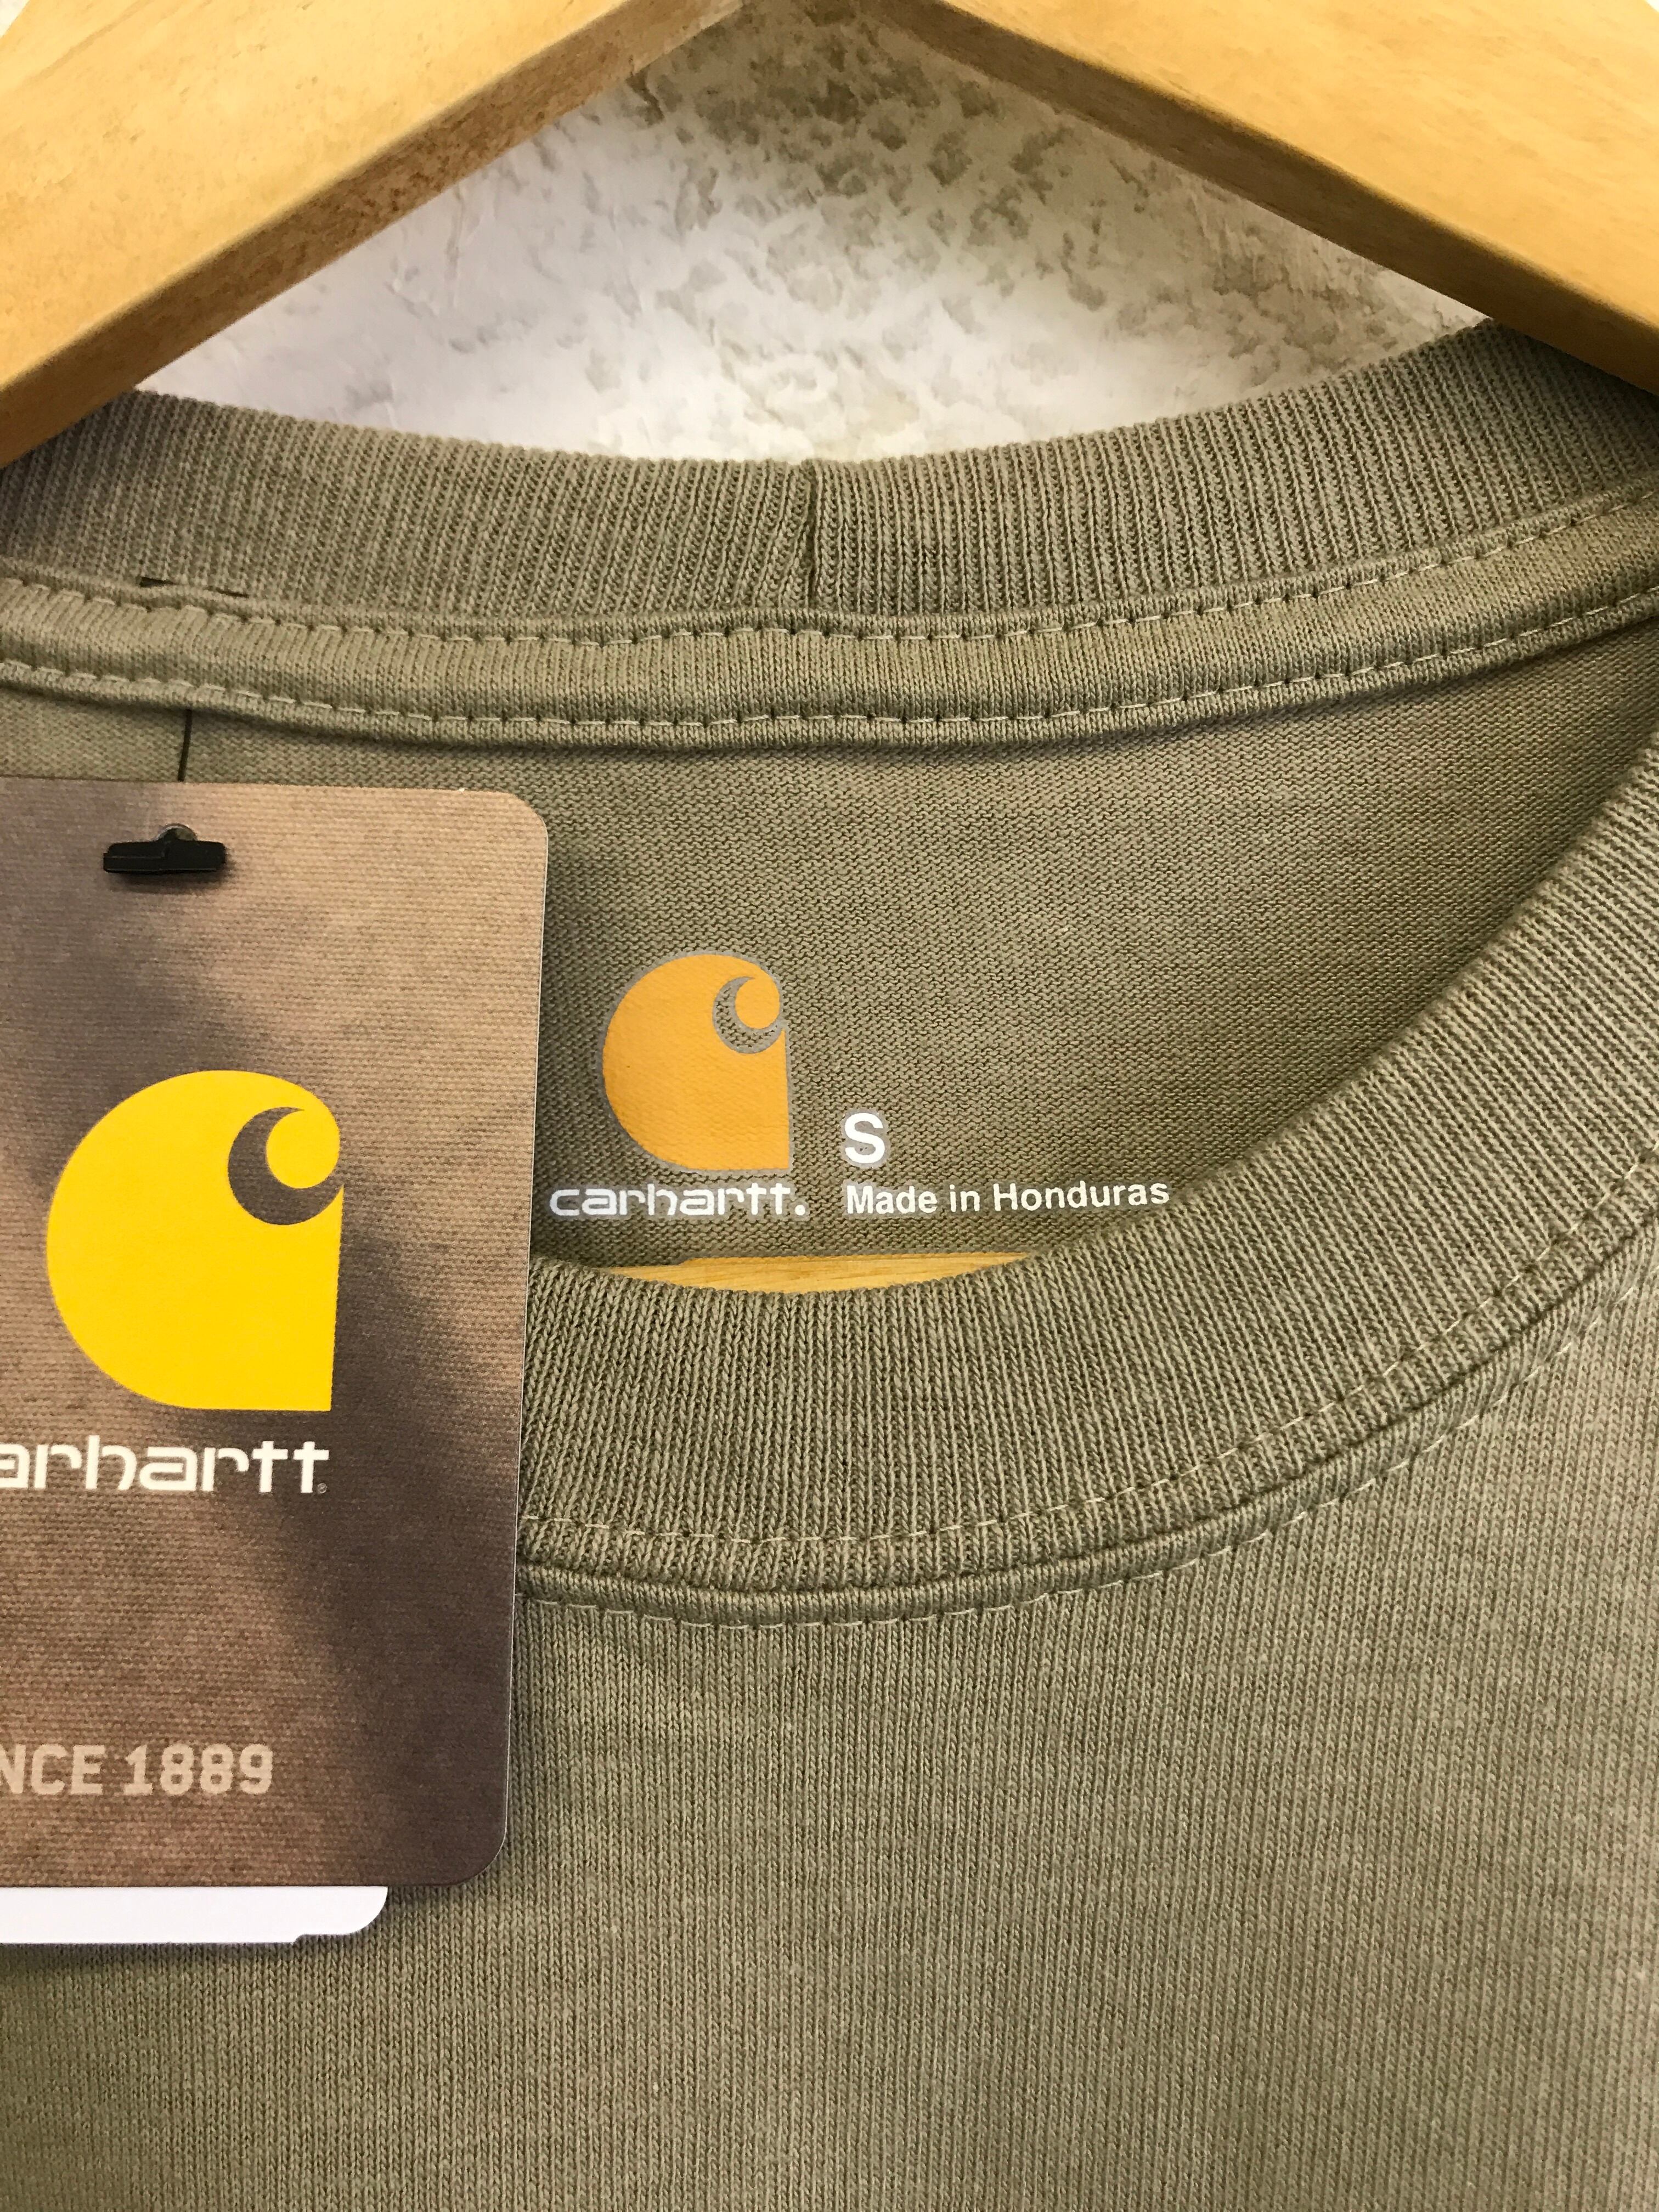 S
carhartt. Made in Honduras
arhartt®
NCE 1889